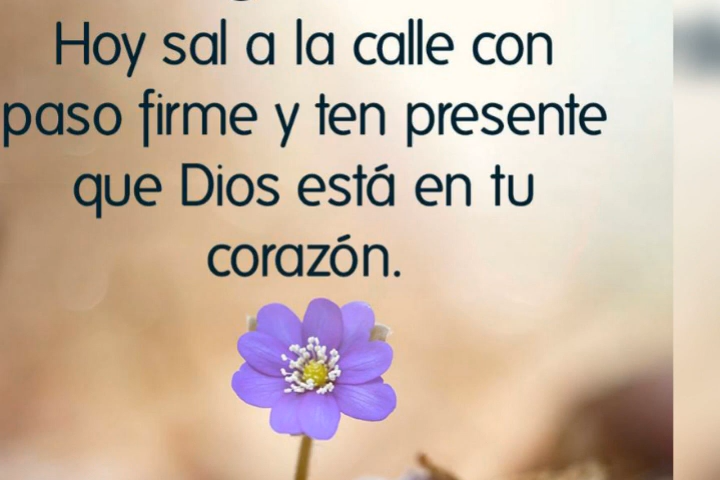 Hoy sal a la calle con
paso firme y ten presente
que Dios está en tu
corazón.